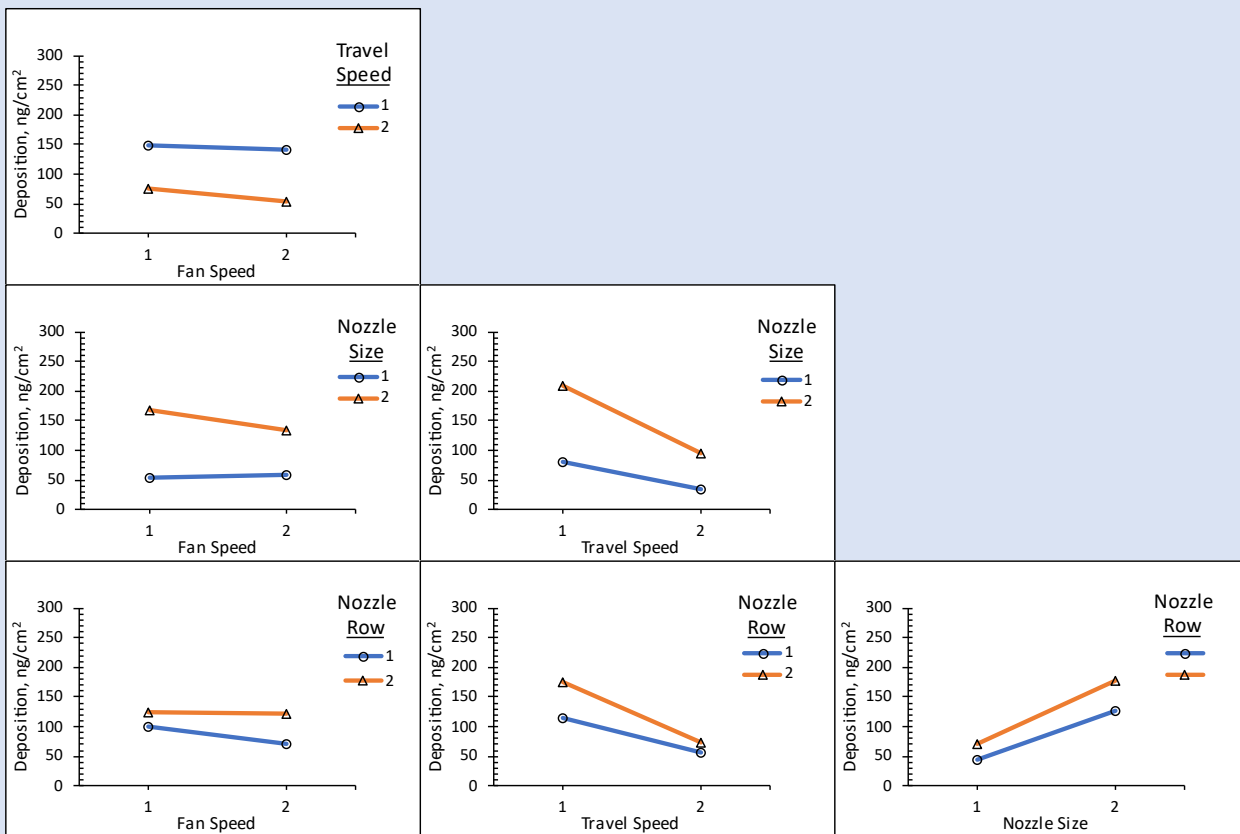 Deposition, ng/cm²
300
250
200
150
100
50
0
1
2
Fan Speed
Travel
Speed
1
2
Deposition, ng/cm²
300
250
200
150
100
50
0
1
2
Fan Speed
Nozzle
Size
1
2
Deposition, ng/cm²
300
250
200
150
100
50
0
1
2
Travel Speed
Nozzle
Size
1
2
Deposition, ng/cm²
300
250
200
150
100
50
0
1
2
Fan Speed
Nozzle
Row
1
2
Deposition, ng/cm²
300
250
200
150
100
50
0
1
2
Travel Speed
Nozzle
Row
1
2
Deposition, ng/cm²
300
250
200
150
100
50
0
1
2
Nozzle Size
Nozzle
Row